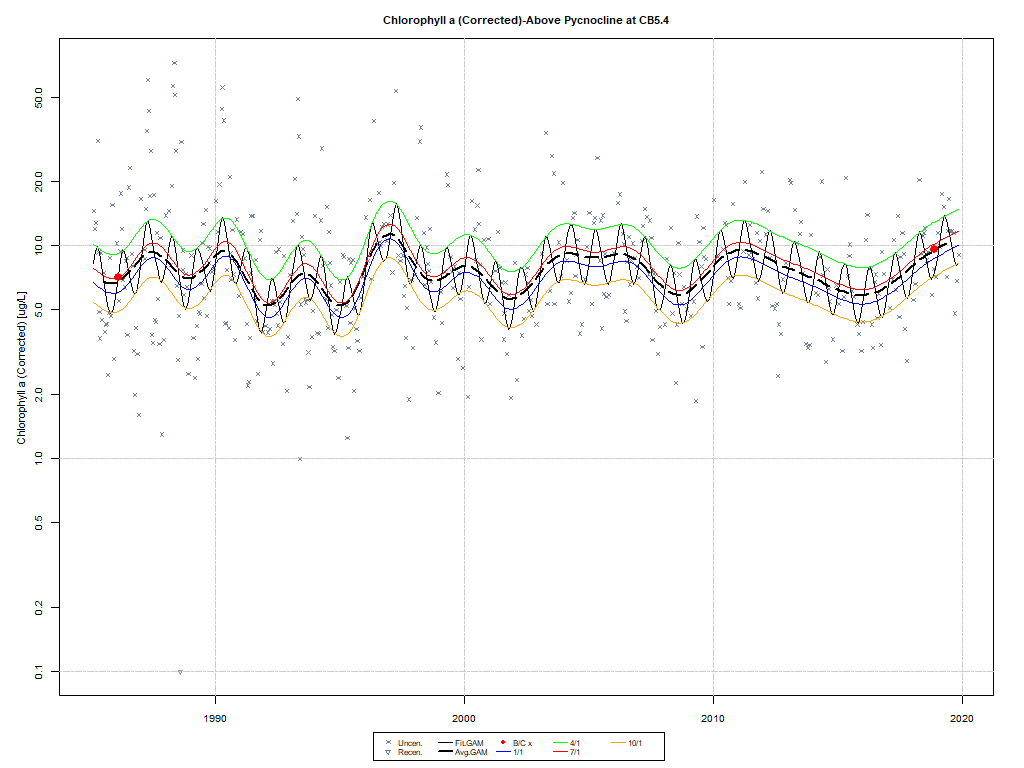 Chlorophyll a (Corrected)-Above Pycnocline at CB5.4
Chlorophyll a (Corrected) [ug/L]
50.0
20.0
10.0
5.0
2.0
1.0
0.5
0.2
0.1
1990 2000 2010 2020
Uncen. Fit.GAM B/C x 4/1 10/1
Recen. Avg.GAM 1/1 7/1